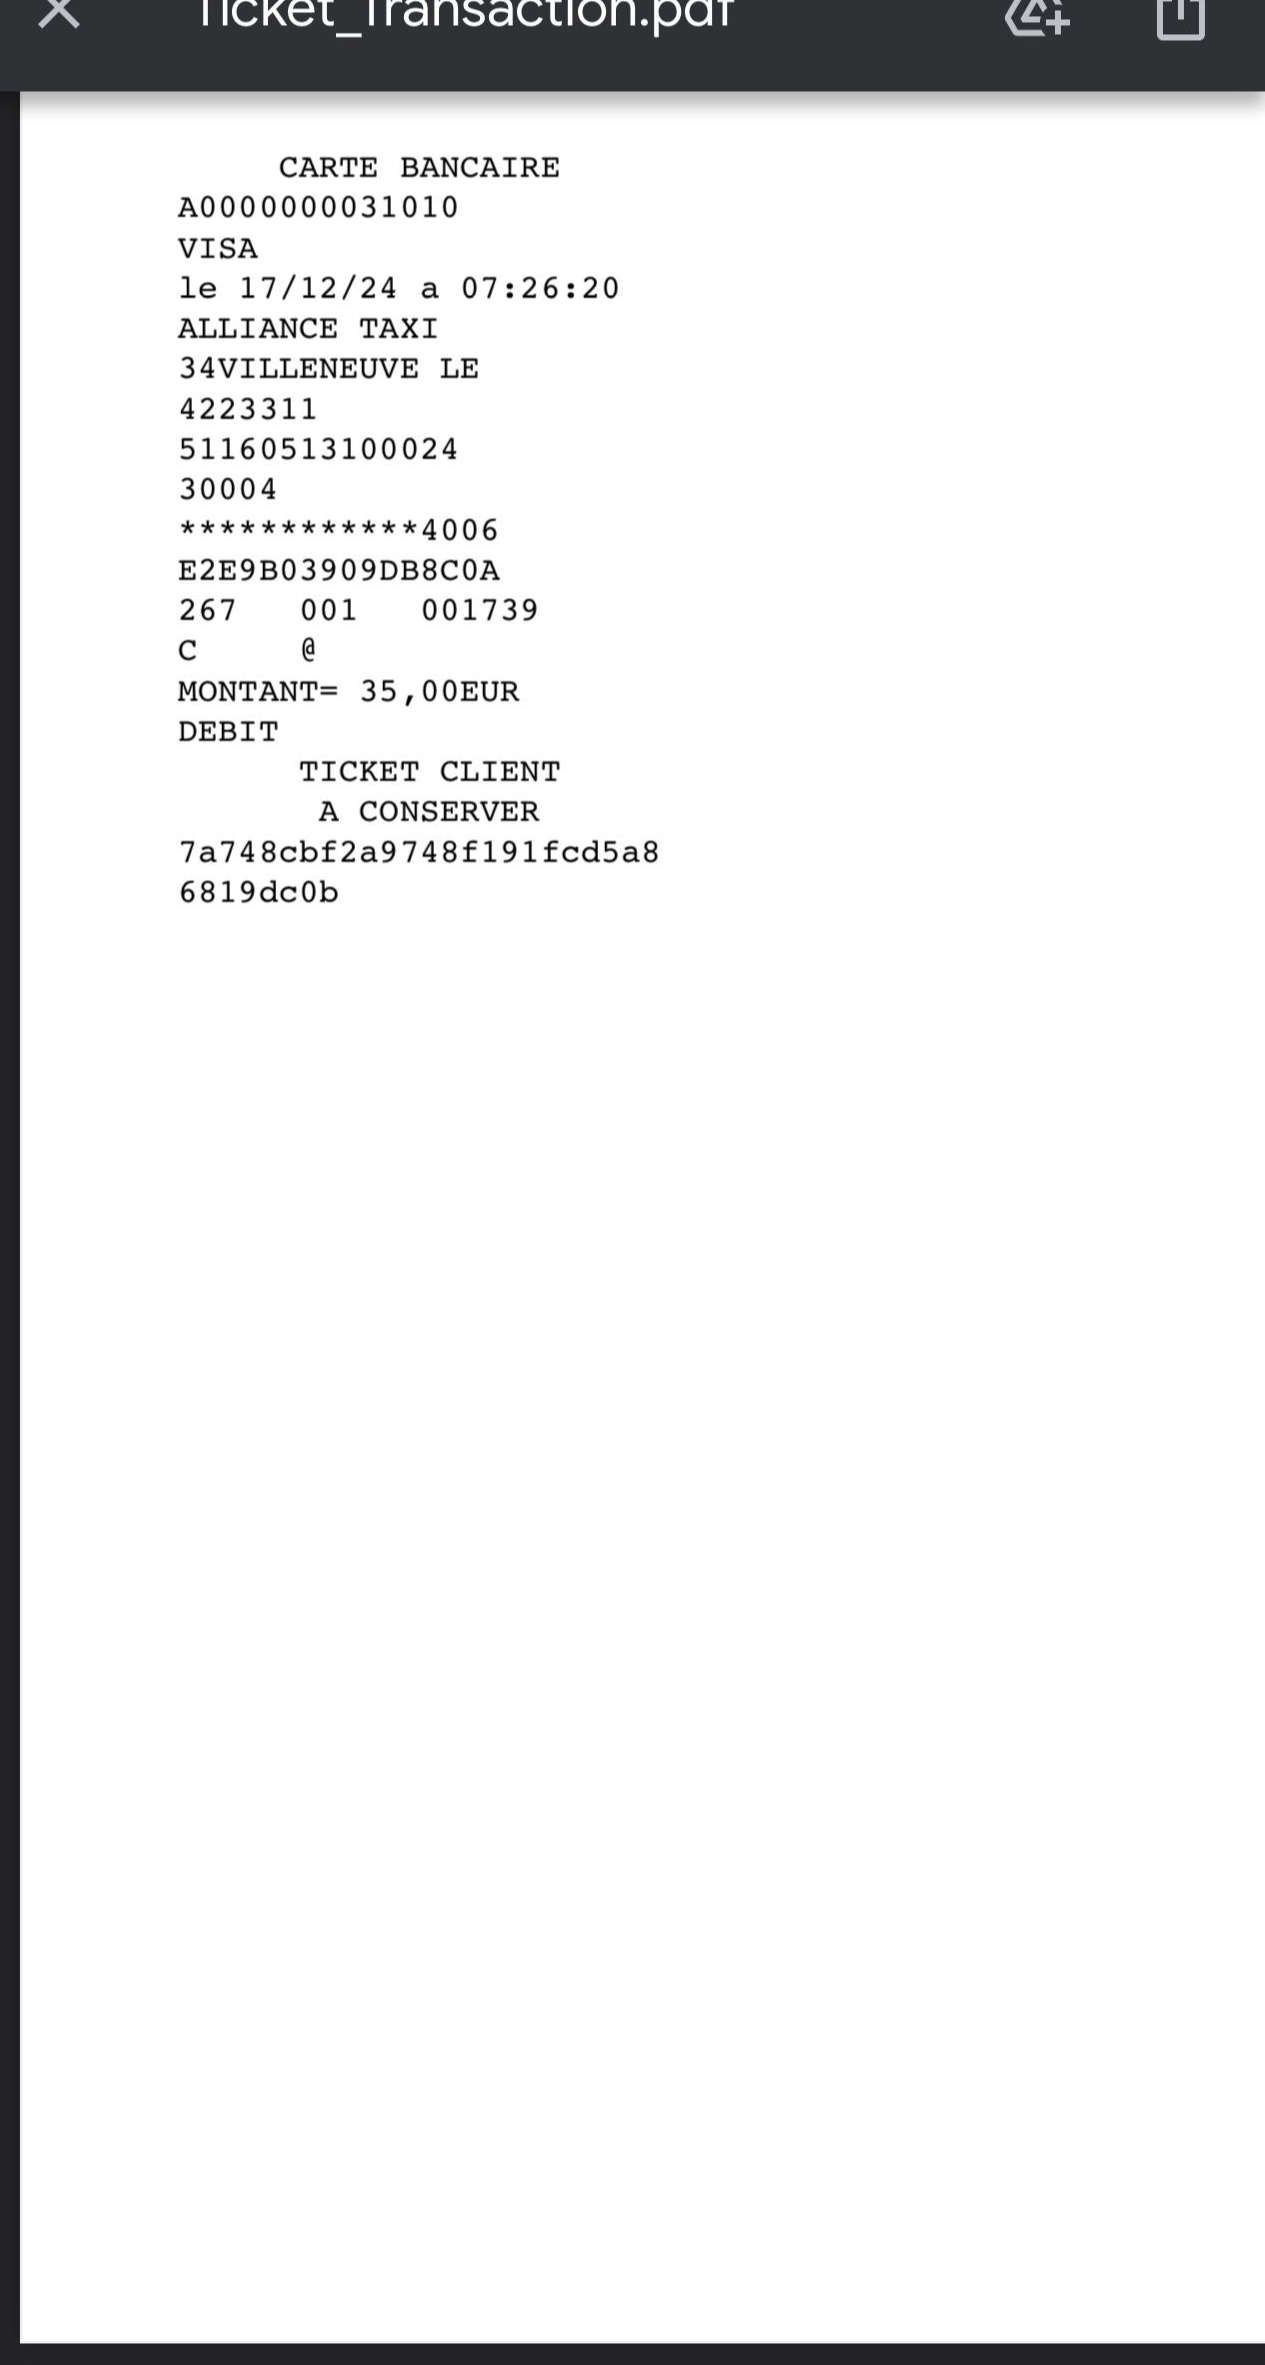 Ticket_Transaction.pdf
CARTE BANCAIRE
A0000000031010
VISA
le 17/12/24 a 07:26:20
ALLIANCE TAXI
34VILLENEUVE LE
4223311
51160513100024
30004
************4006
E2E9B03909DB8C0A
267 001 001739
C @
MONTANT= 35,00EUR
DEBIT
TICKET CLIENT
A CONSERVER
7a748cbf2a9748f191fcd5a8
6819dc0b